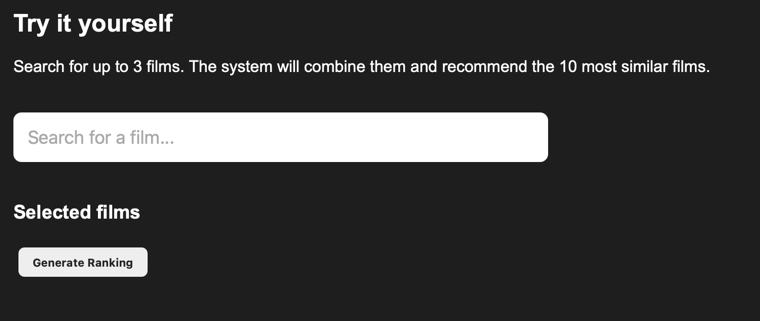 Try it yourself
Search for up to 3 films. The system will combine them and recommend the 10 most similar films.
Search for a film...
Selected films
Generate Ranking